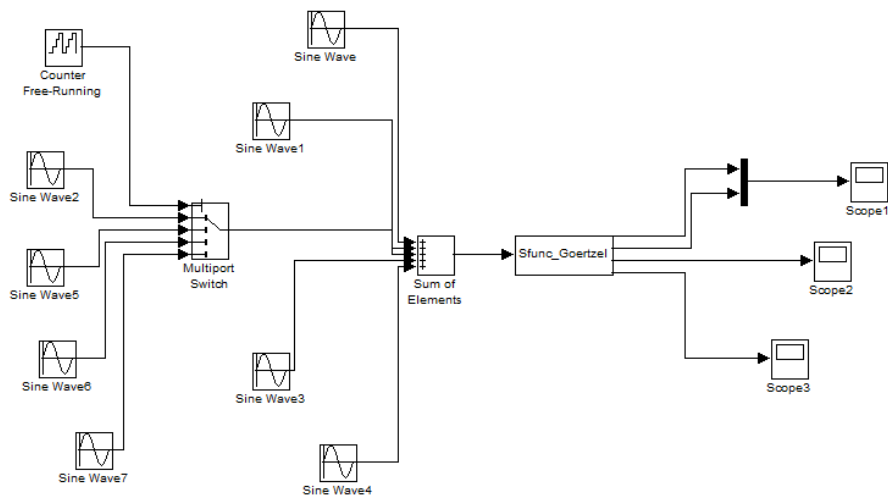 Sine Wave
Counter
Free-Running
Sine Wave1
Sine Wave2
Scope1
Multiport
Switch
Sfunc_Goertzel
Sum of
Elements
Sine Wave5
Scope2
Sine Wave6
Sine Wave3
Scope3
Sine Wave7
Sine Wave4